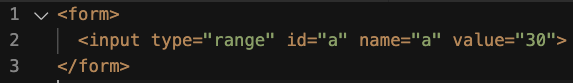 1 <form>
2 <input type="range" id="a" name="a" value="30">
3 </form>